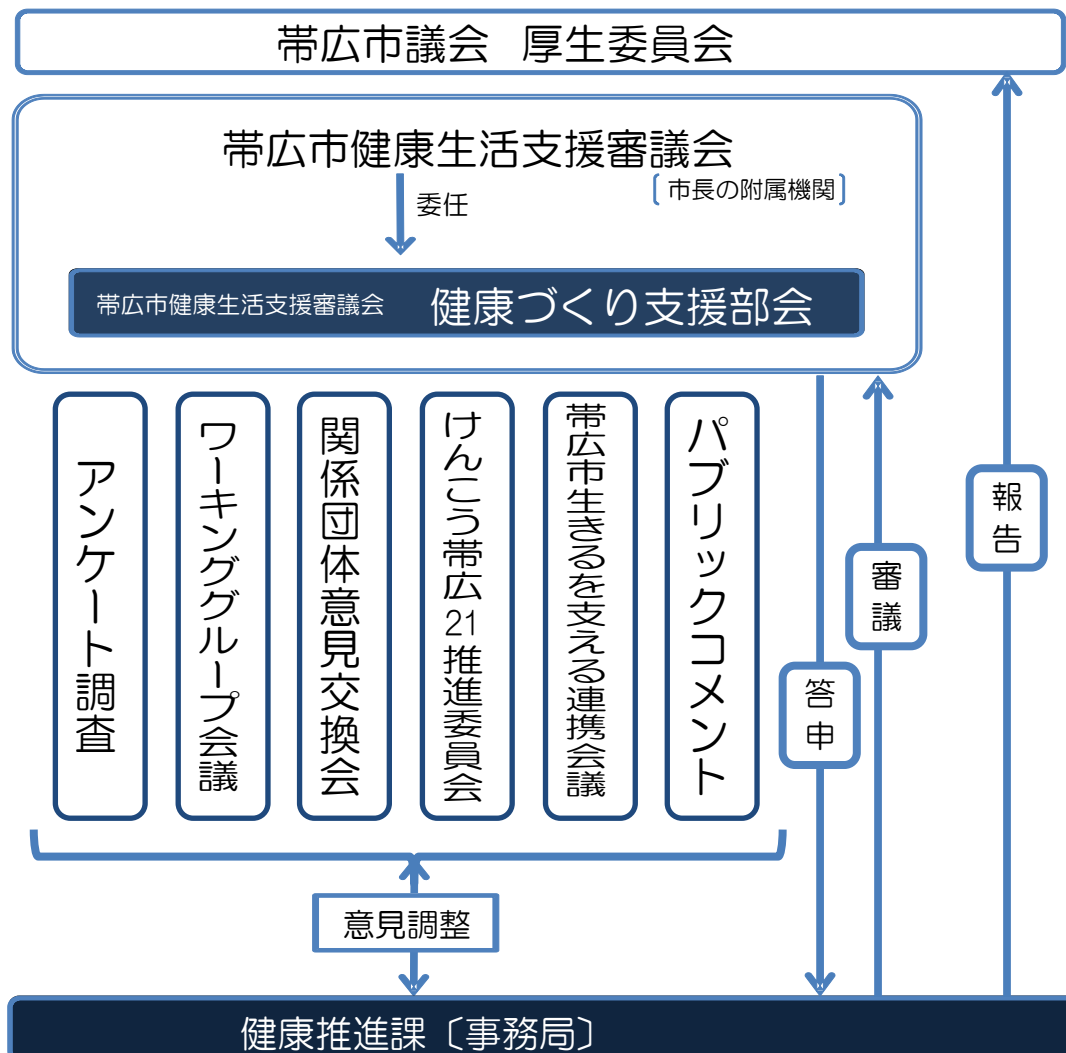 帯広市議会 厚生委員会
帯広市健康生活支援審議会
〔市長の附属機関〕
委任
帯広市健康生活支援審議会 健康づくり支援部会
アンケート調査
ワーキンググループ会議
関係団体意見交換会
けんこう帯広21推進委員会
帯広市生きるを支える連携会議
パブリックコメント
答申
審議
報告
意見調整
健康推進課〔事務局〕